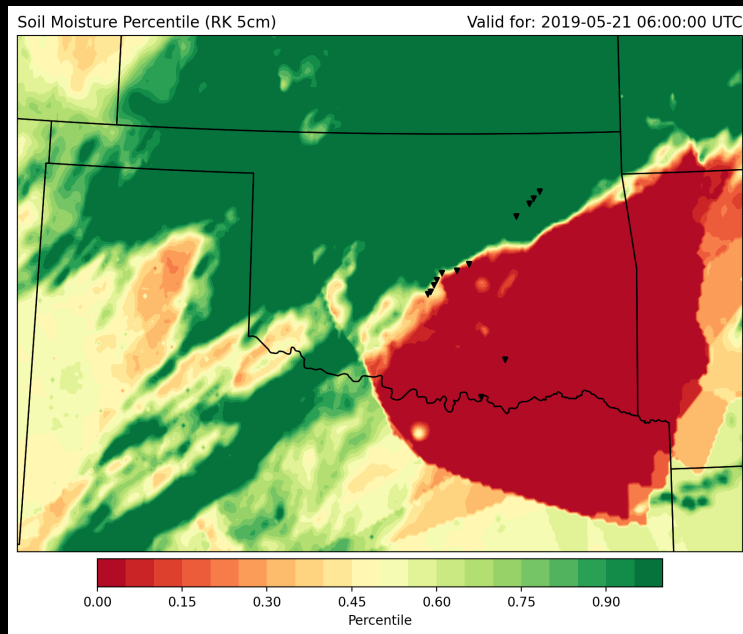 Soil Moisture Percentile (RK 5cm) Valid for: 2019-05-21 06:00:00 UTC
0.00 0.15 0.30 0.45 0.60 0.75 0.90
Percentile